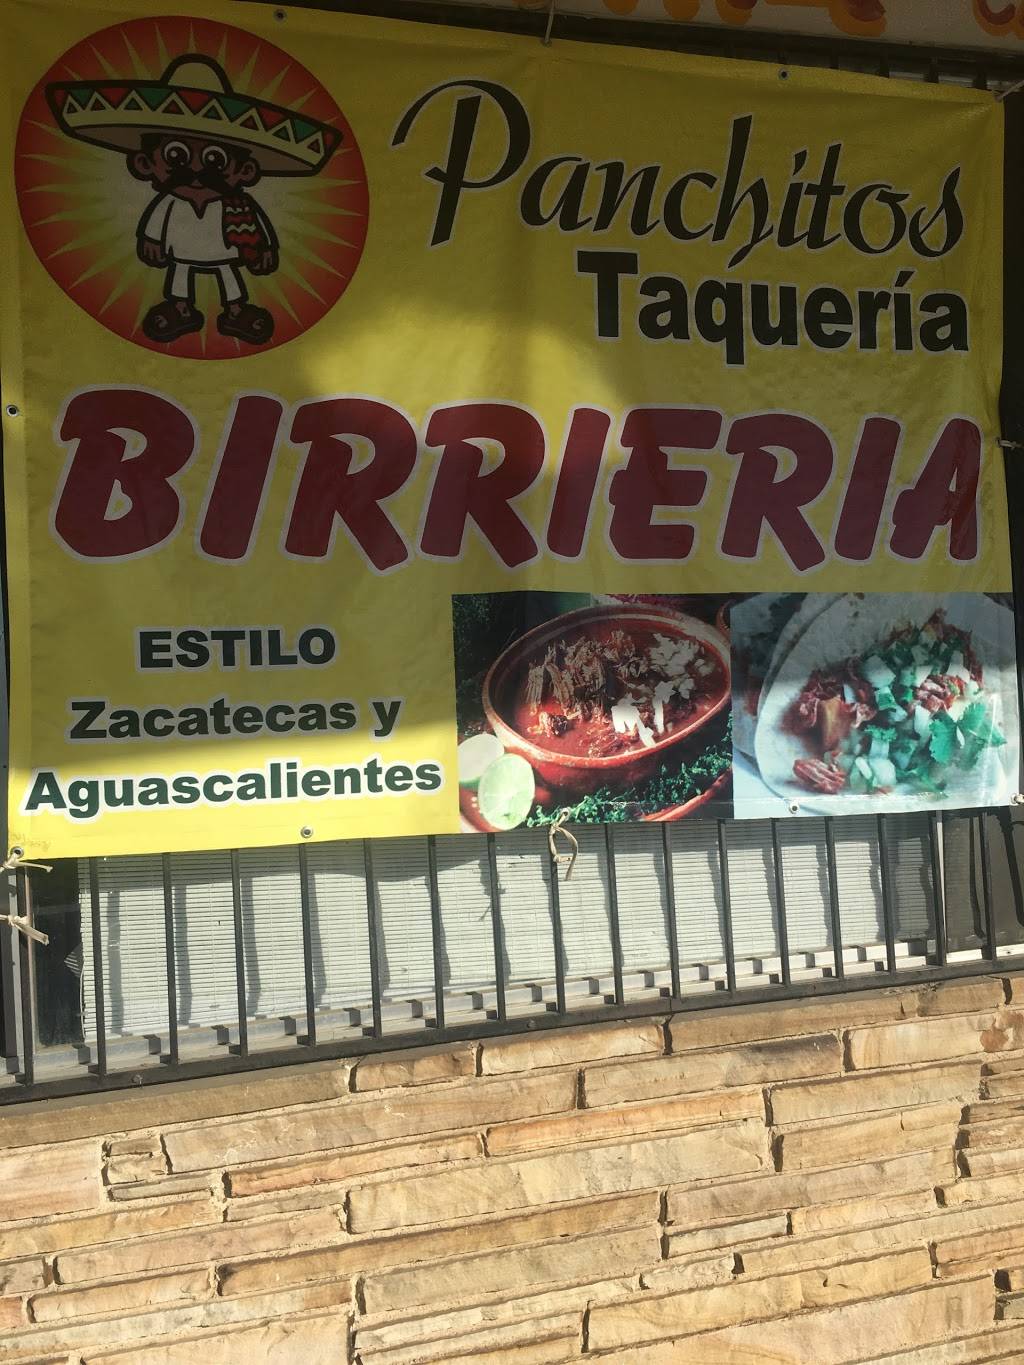 Panchitos
Taquería
BIRRIERIA
ESTILO
Zacatecas y
Aguascalientes